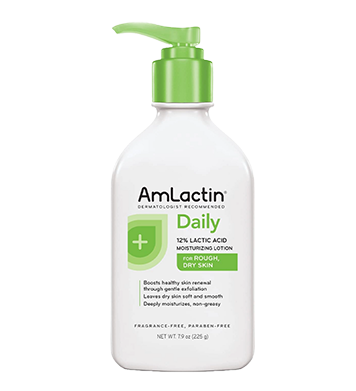 AmLactin®
DERMATOLOGIST RECOMMENDED
Daily
12% LACTIC ACID
MOISTURIZING LOTION
FOR ROUGH,
DRY SKIN
Boosts healthy skin renewal
through gentle exfoliation
Leaves dry skin soft and smooth
Deeply moisturizes, non-greasy
FRAGRANCE-FREE, PARABEN-FREE
NET WT. 7.9 oz (225 g)